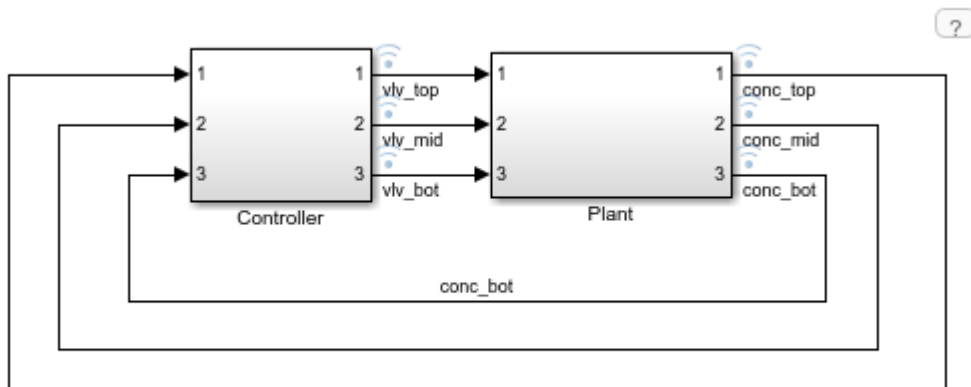 ?
1 1 1 1
vlv_top conc_top
2 2 2 2
vlv_mid conc_mid
3 3 3 3
vlv_bot conc_bot
Controller Plant
conc_bot